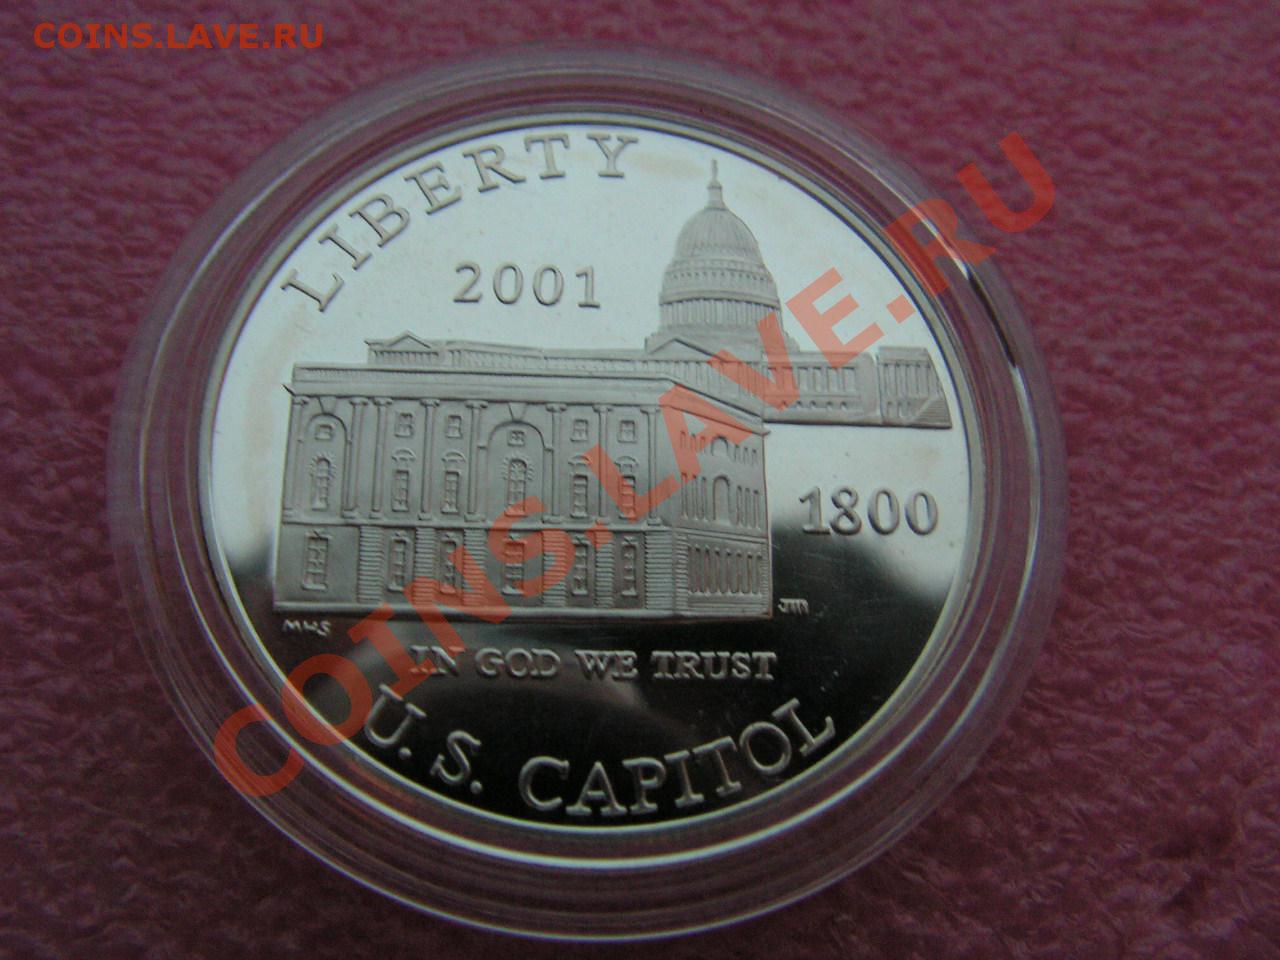 COINS.LAVE.RU
LIBERTY
2001
1800
MHS
JM
IN GOD WE TRUST
U.S. CAPITOL
COINS.LAVE.RU